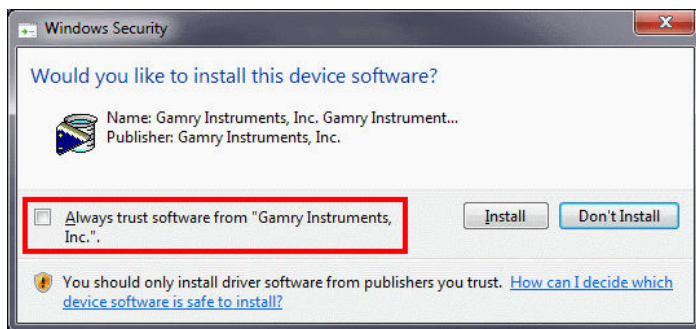 Windows Security
Would you like to install this device software?
Name: Gamry Instruments, Inc. Gamry Instrument...
Publisher: Gamry Instruments, Inc.
Always trust software from "Gamry Instruments,
Inc.".
Install
Don't Install
You should only install driver software from publishers you trust. How can I decide which
device software is safe to install?